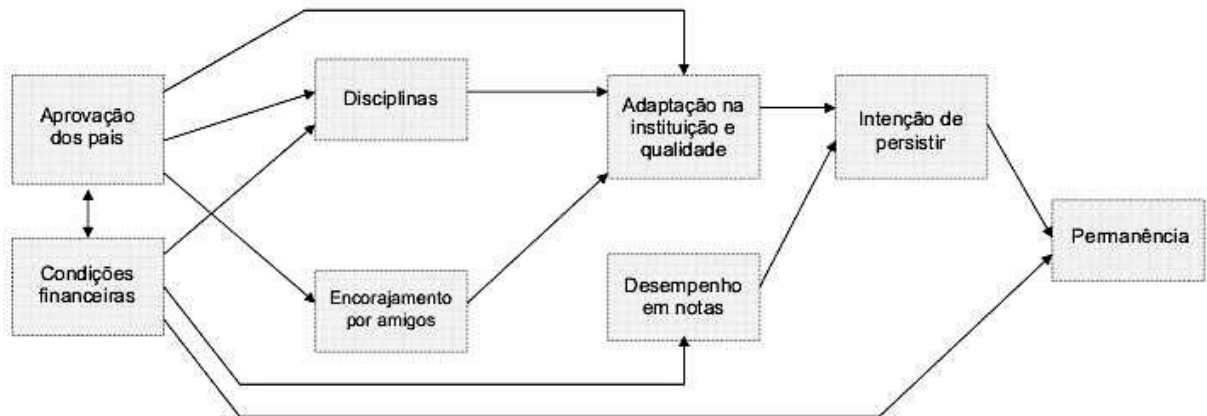 Aprovação
dos pais
Disciplinas
Adaptação na
instituição e
qualidade
Intenção de
persistir
Condições
financeiras
Encorajamento
por amigos
Desempenho
em notas
Permanência